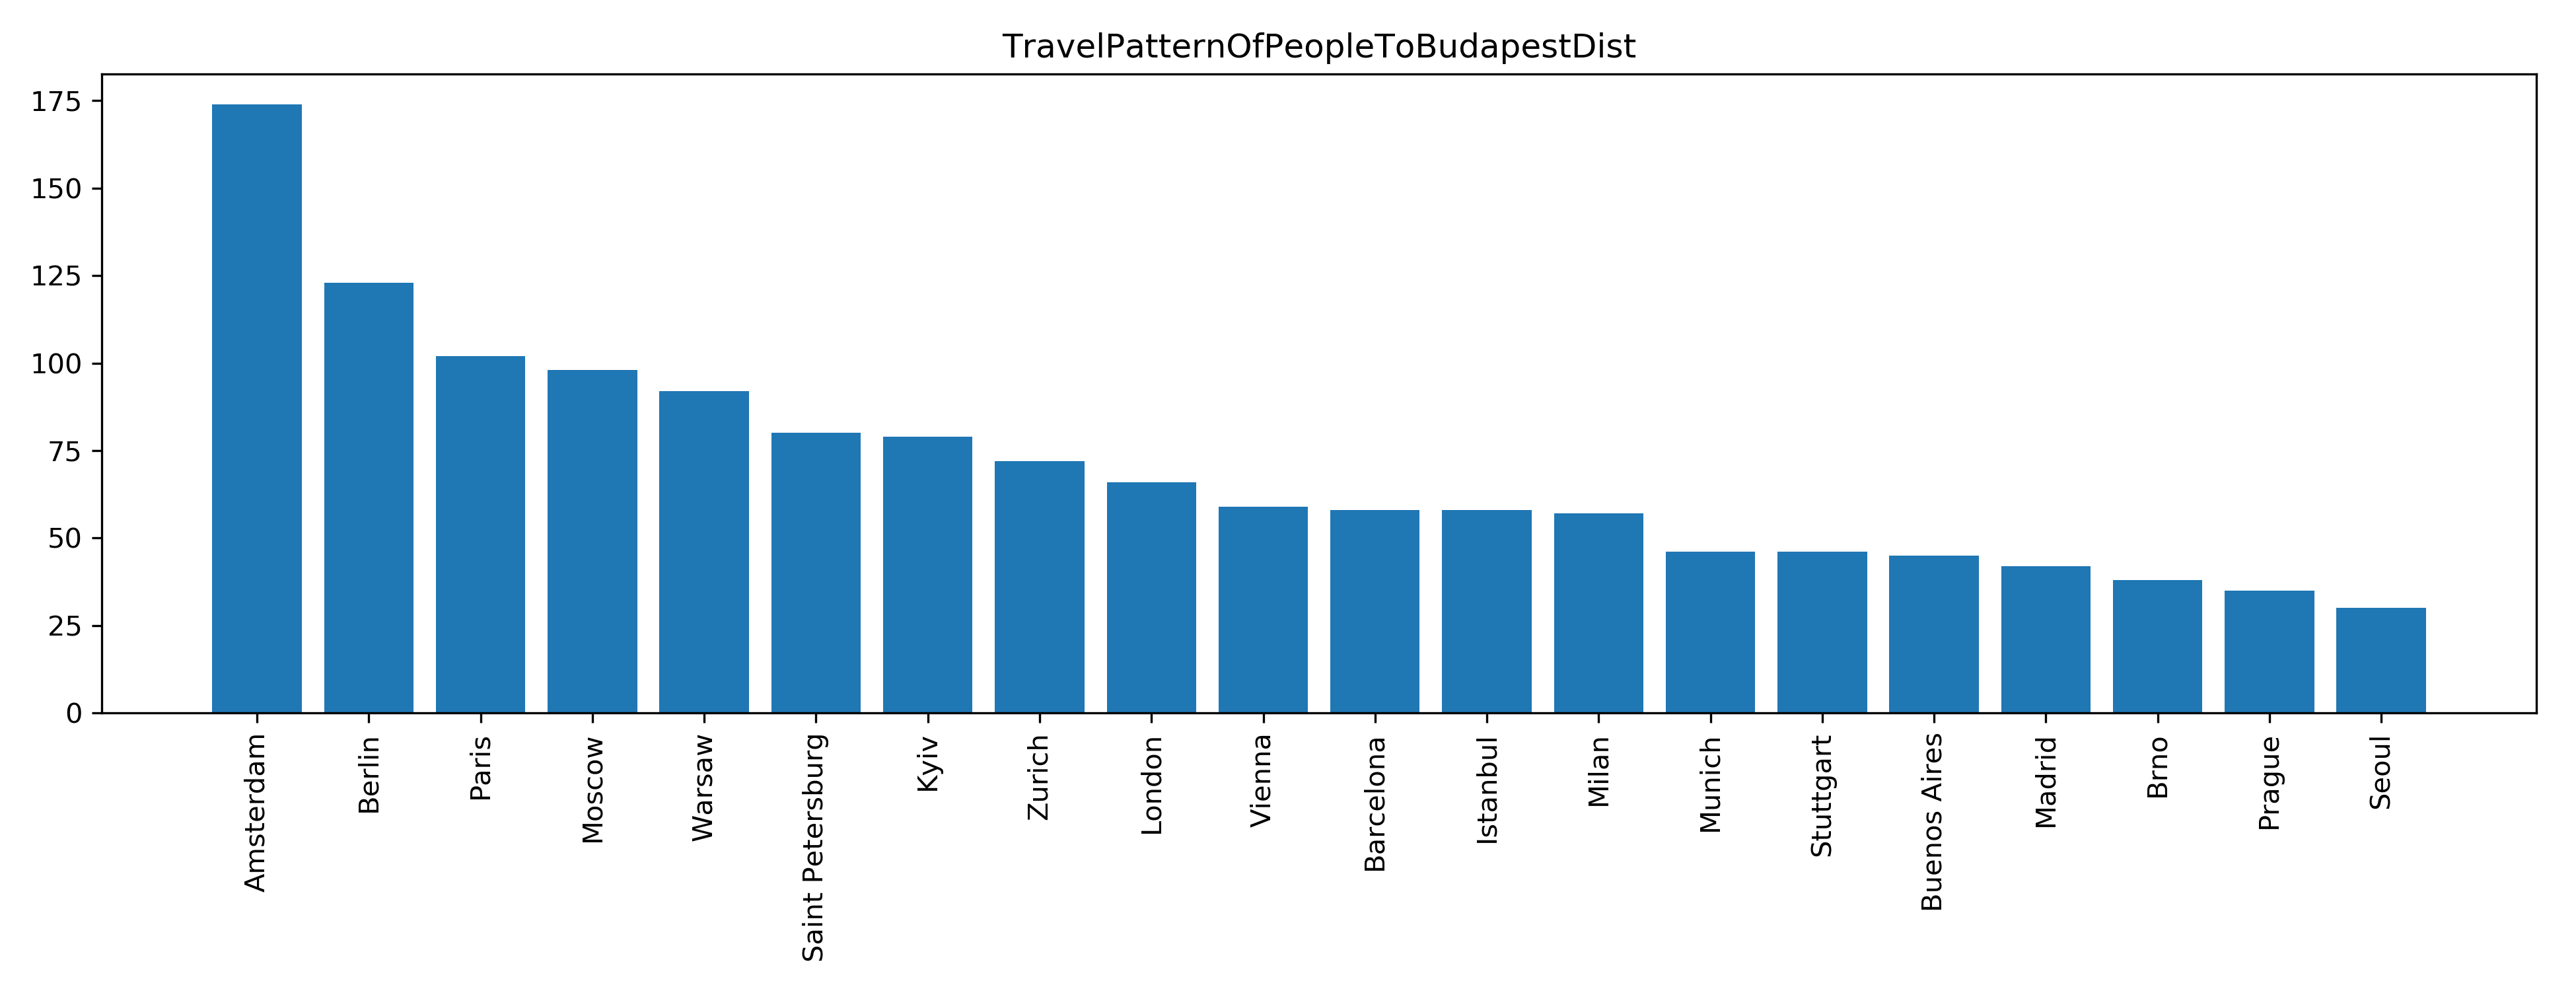 TravelPatternOfPeopleToBudapestDist
175
150
125
100
75
50
25
0
Amsterdam
Berlin
Paris
Moscow
Warsaw
Saint Petersburg
Kyiv
Zurich
London
Vienna
Barcelona
Istanbul
Milan
Munich
Stuttgart
Buenos Aires
Madrid
Brno
Prague
Seoul